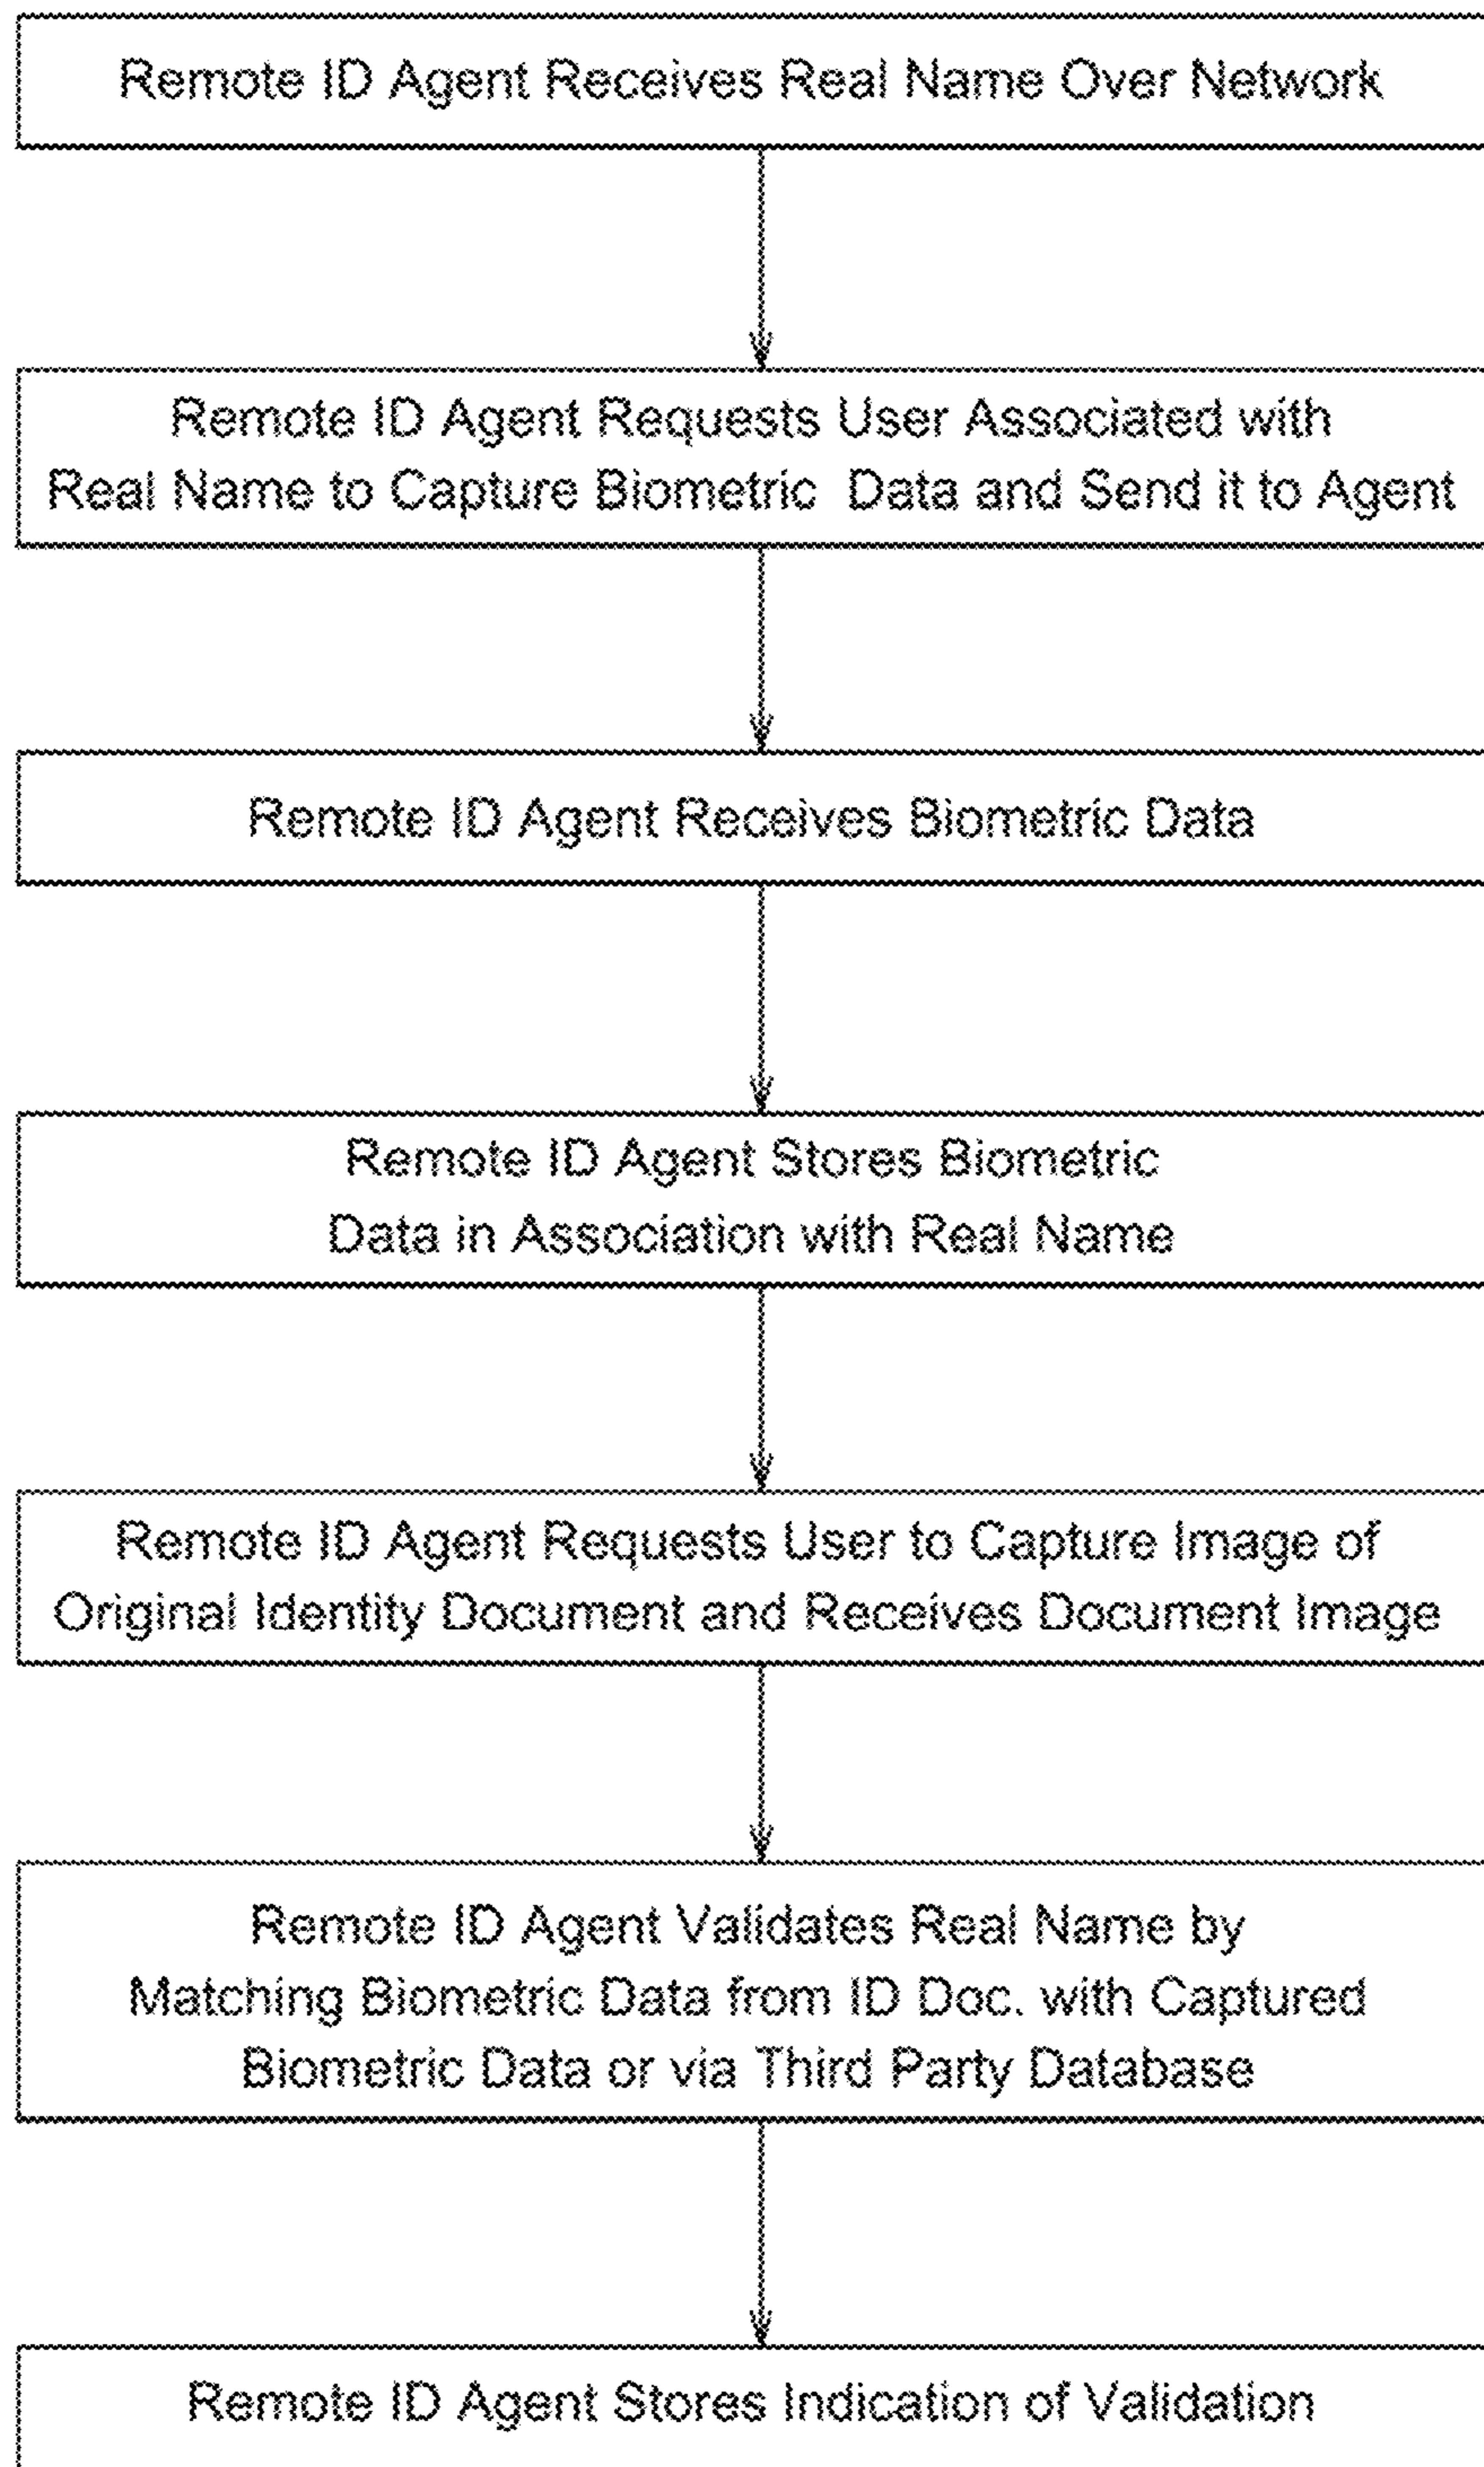 Remote ID Agent Receives Real Name Over Network
Remote ID Agent Requests User Associated with
Real Name to Capture Biometric Data and Send it to Agent
Remote ID Agent Receives Biometric Data
Remote ID Agent Stores Biometric
Data in Association with Real Name
Remote ID Agent Requests User to Capture Image of
Original Identity Document and Receives Document Image
Remote ID Agent Validates Real Name by
Matching Biometric Data from ID Doc. with Captured
Biometric Data or via Third Party Database
Remote ID Agent Stores Indication of Validation